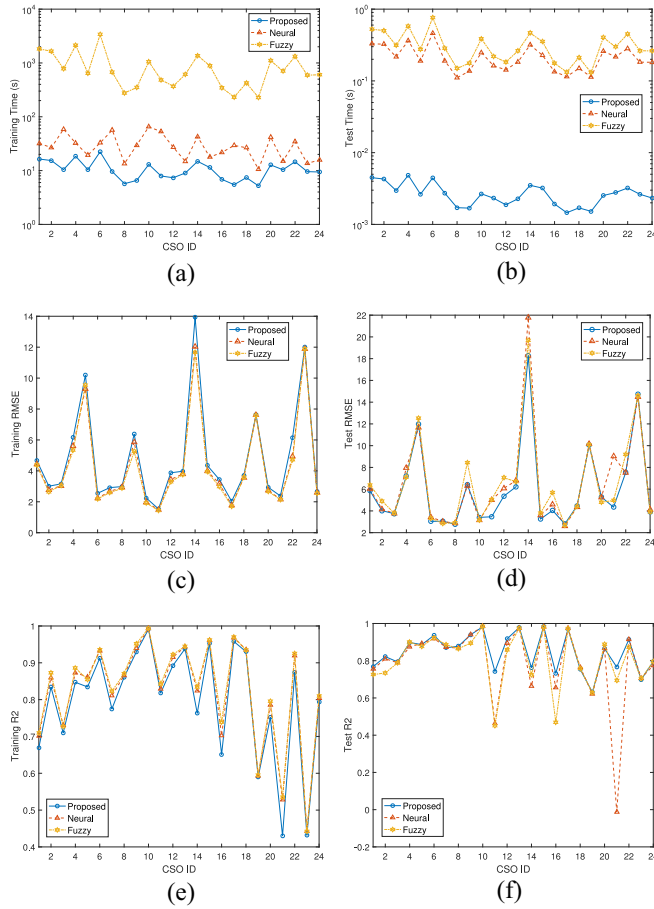 Training Time (s)
10^4
10^3
10^2
10^1
10^0
2 4 6 8 10 12 14 16 18 20 22 24
CSO ID
Proposed
Neural
Fuzzy
(a)
Test Time (s)
10^0
10^-1
10^-2
10^-3
2 4 6 8 10 12 14 16 18 20 22 24
CSO ID
Proposed
Neural
Fuzzy
(b)
Training RMSE
14
12
10
8
6
4
2
0
2 4 6 8 10 12 14 16 18 20 22 24
CSO ID
Proposed
Neural
Fuzzy
(c)
Test RMSE
22
20
18
16
14
12
10
8
6
4
2
2 4 6 8 10 12 14 16 18 20 22 24
CSO ID
Proposed
Neural
Fuzzy
(d)
Training R2
1
0.9
0.8
0.7
0.6
0.5
0.4
2 4 6 8 10 12 14 16 18 20 22 24
CSO ID
Proposed
Neural
Fuzzy
(e)
Test R2
1
0.8
0.6
0.4
0.2
0
-0.2
2 4 6 8 10 12 14 16 18 20 22 24
CSO ID
Proposed
Neural
Fuzzy
(f)